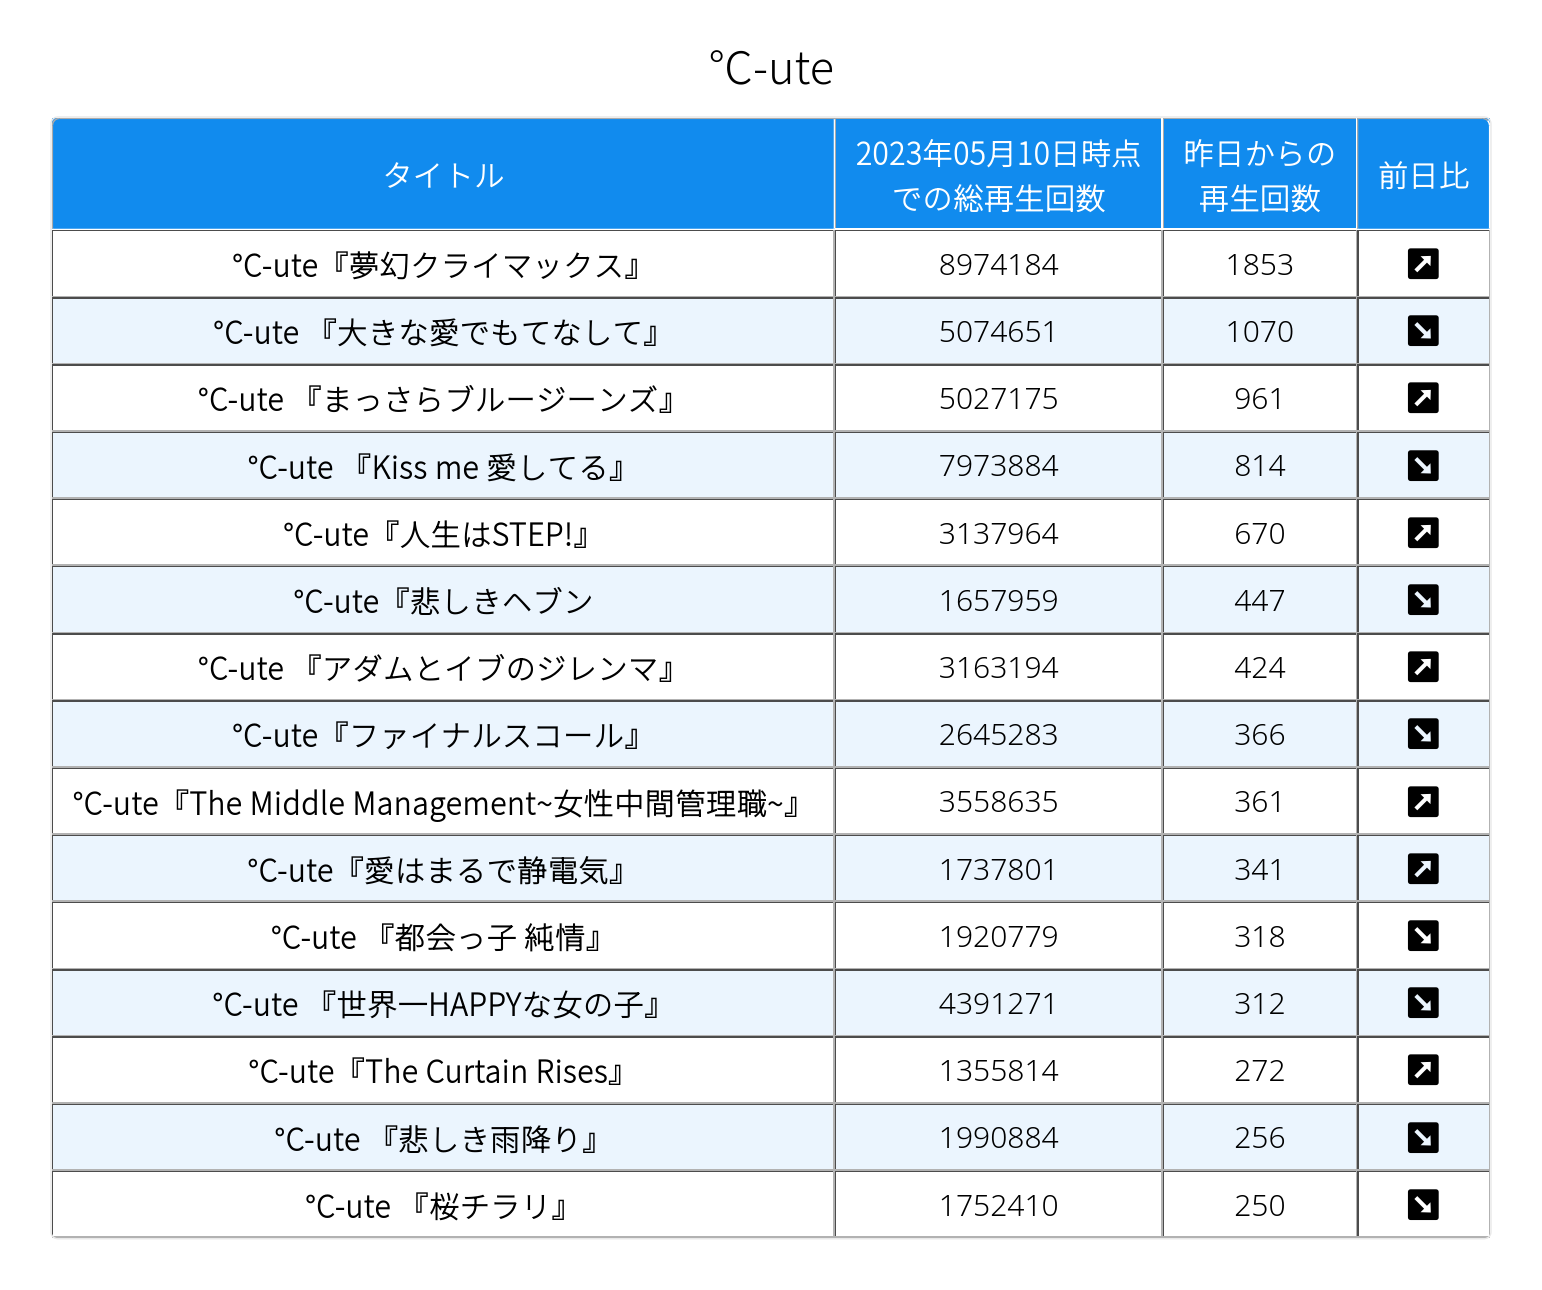 ℃-ute
タイトル
2023年05月10日時点
での総再生回数
昨日からの
再生回数
前日比
℃-ute『夢幻クライマックス』 8974184 1853 ↗
℃-ute 『大きな愛でもてなして』 5074651 1070 ↘
℃-ute 『まっさらブルージーンズ』 5027175 961 ↗
℃-ute 『Kiss me 愛してる』 7973884 814 ↘
℃-ute『人生はSTEP!』 3137964 670 ↗
℃-ute『悲しきヘブン 1657959 447 ↘
℃-ute 『アダムとイブのジレンマ』 3163194 424 ↗
℃-ute『ファイナルスコール』 2645283 366 ↘
℃-ute『The Middle Management~女性中間管理職~』 3558635 361 ↗
℃-ute『愛はまるで静電気』 1737801 341 ↗
℃-ute 『都会っ子 純情』 1920779 318 ↘
℃-ute 『世界一HAPPYな女の子』 4391271 312 ↘
℃-ute『The Curtain Rises』 1355814 272 ↗
℃-ute 『悲しき雨降り』 1990884 256 ↘
℃-ute 『桜チラリ』 1752410 250 ↘